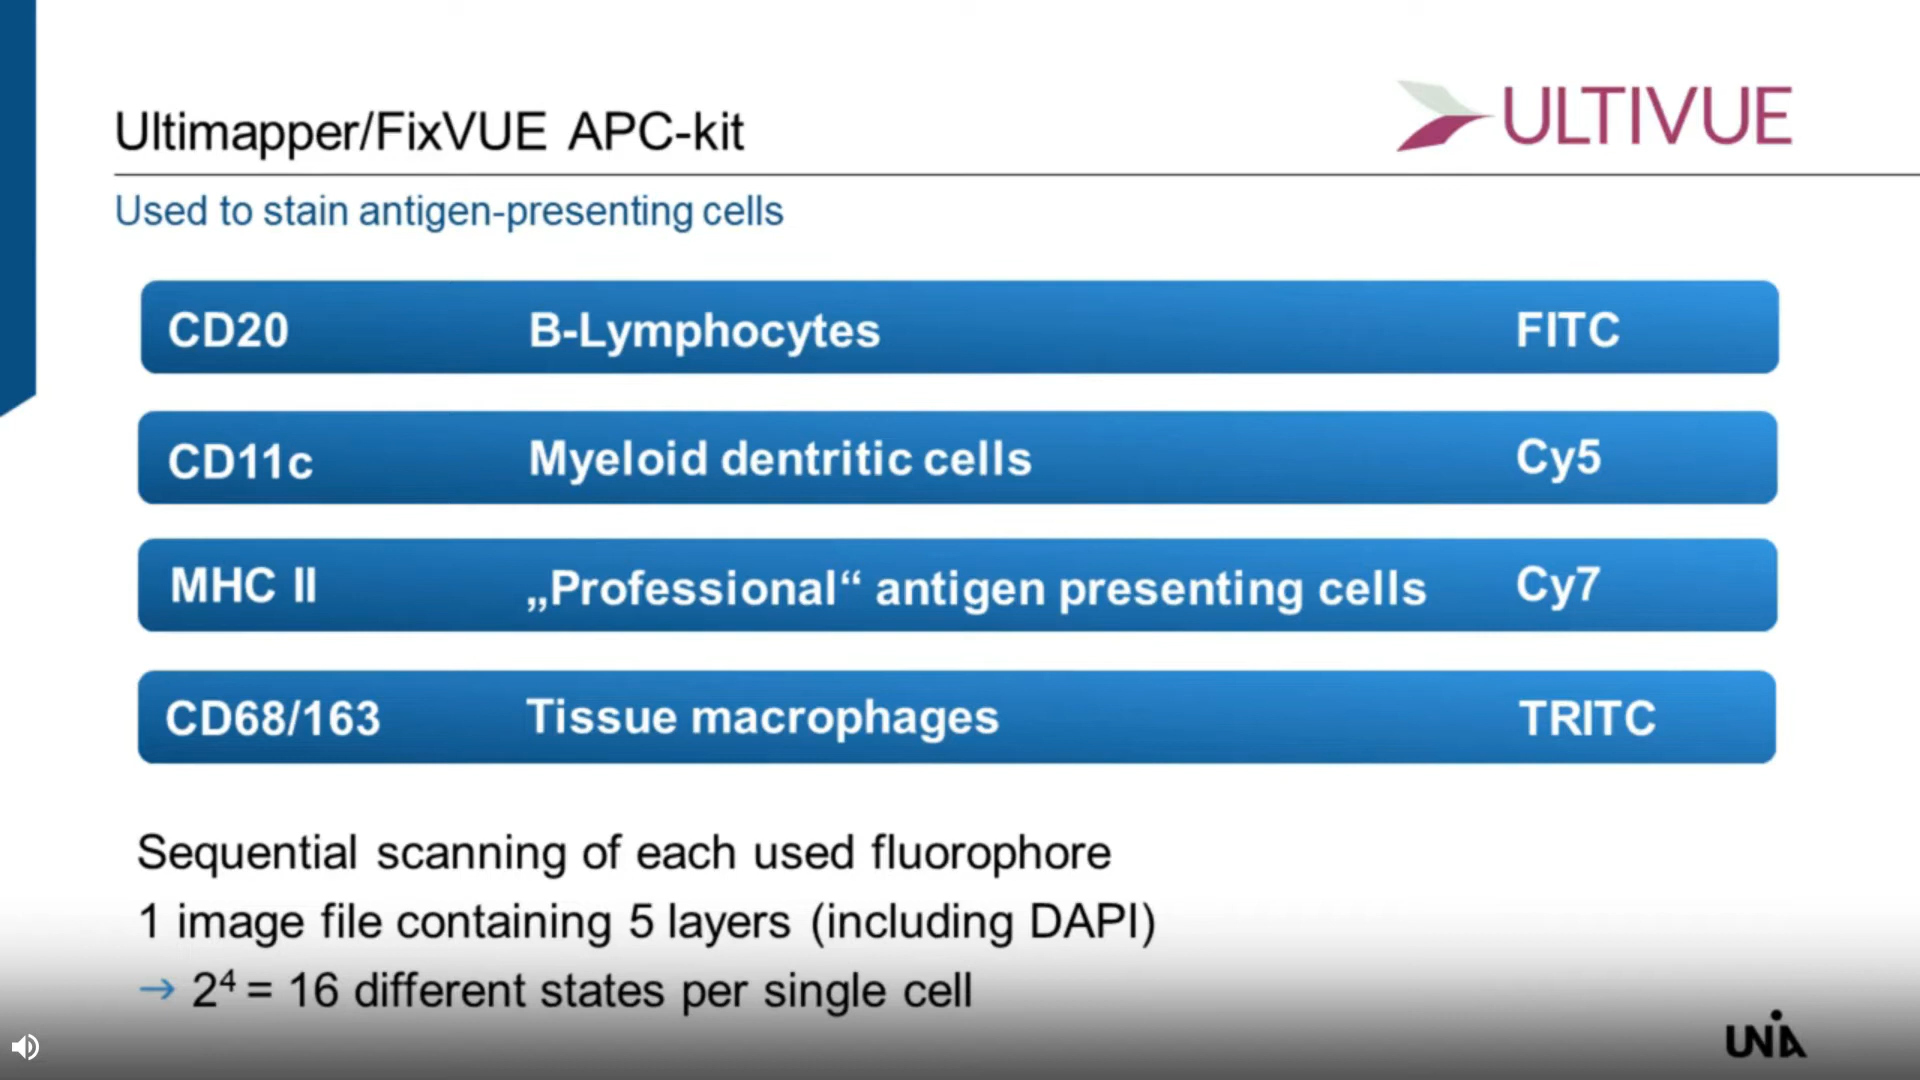 Ultimapper/FixVUE APC-kit
ULTIVUE
Used to stain antigen-presenting cells
CD20 B-Lymphocytes FITC
CD11c Myeloid dentritic cells Cy5
MHC II „Professional“ antigen presenting cells Cy7
CD68/163 Tissue macrophages TRITC
Sequential scanning of each used fluorophore
1 image file containing 5 layers (including DAPI)
→ 2⁴ = 16 different states per single cell
UNIA